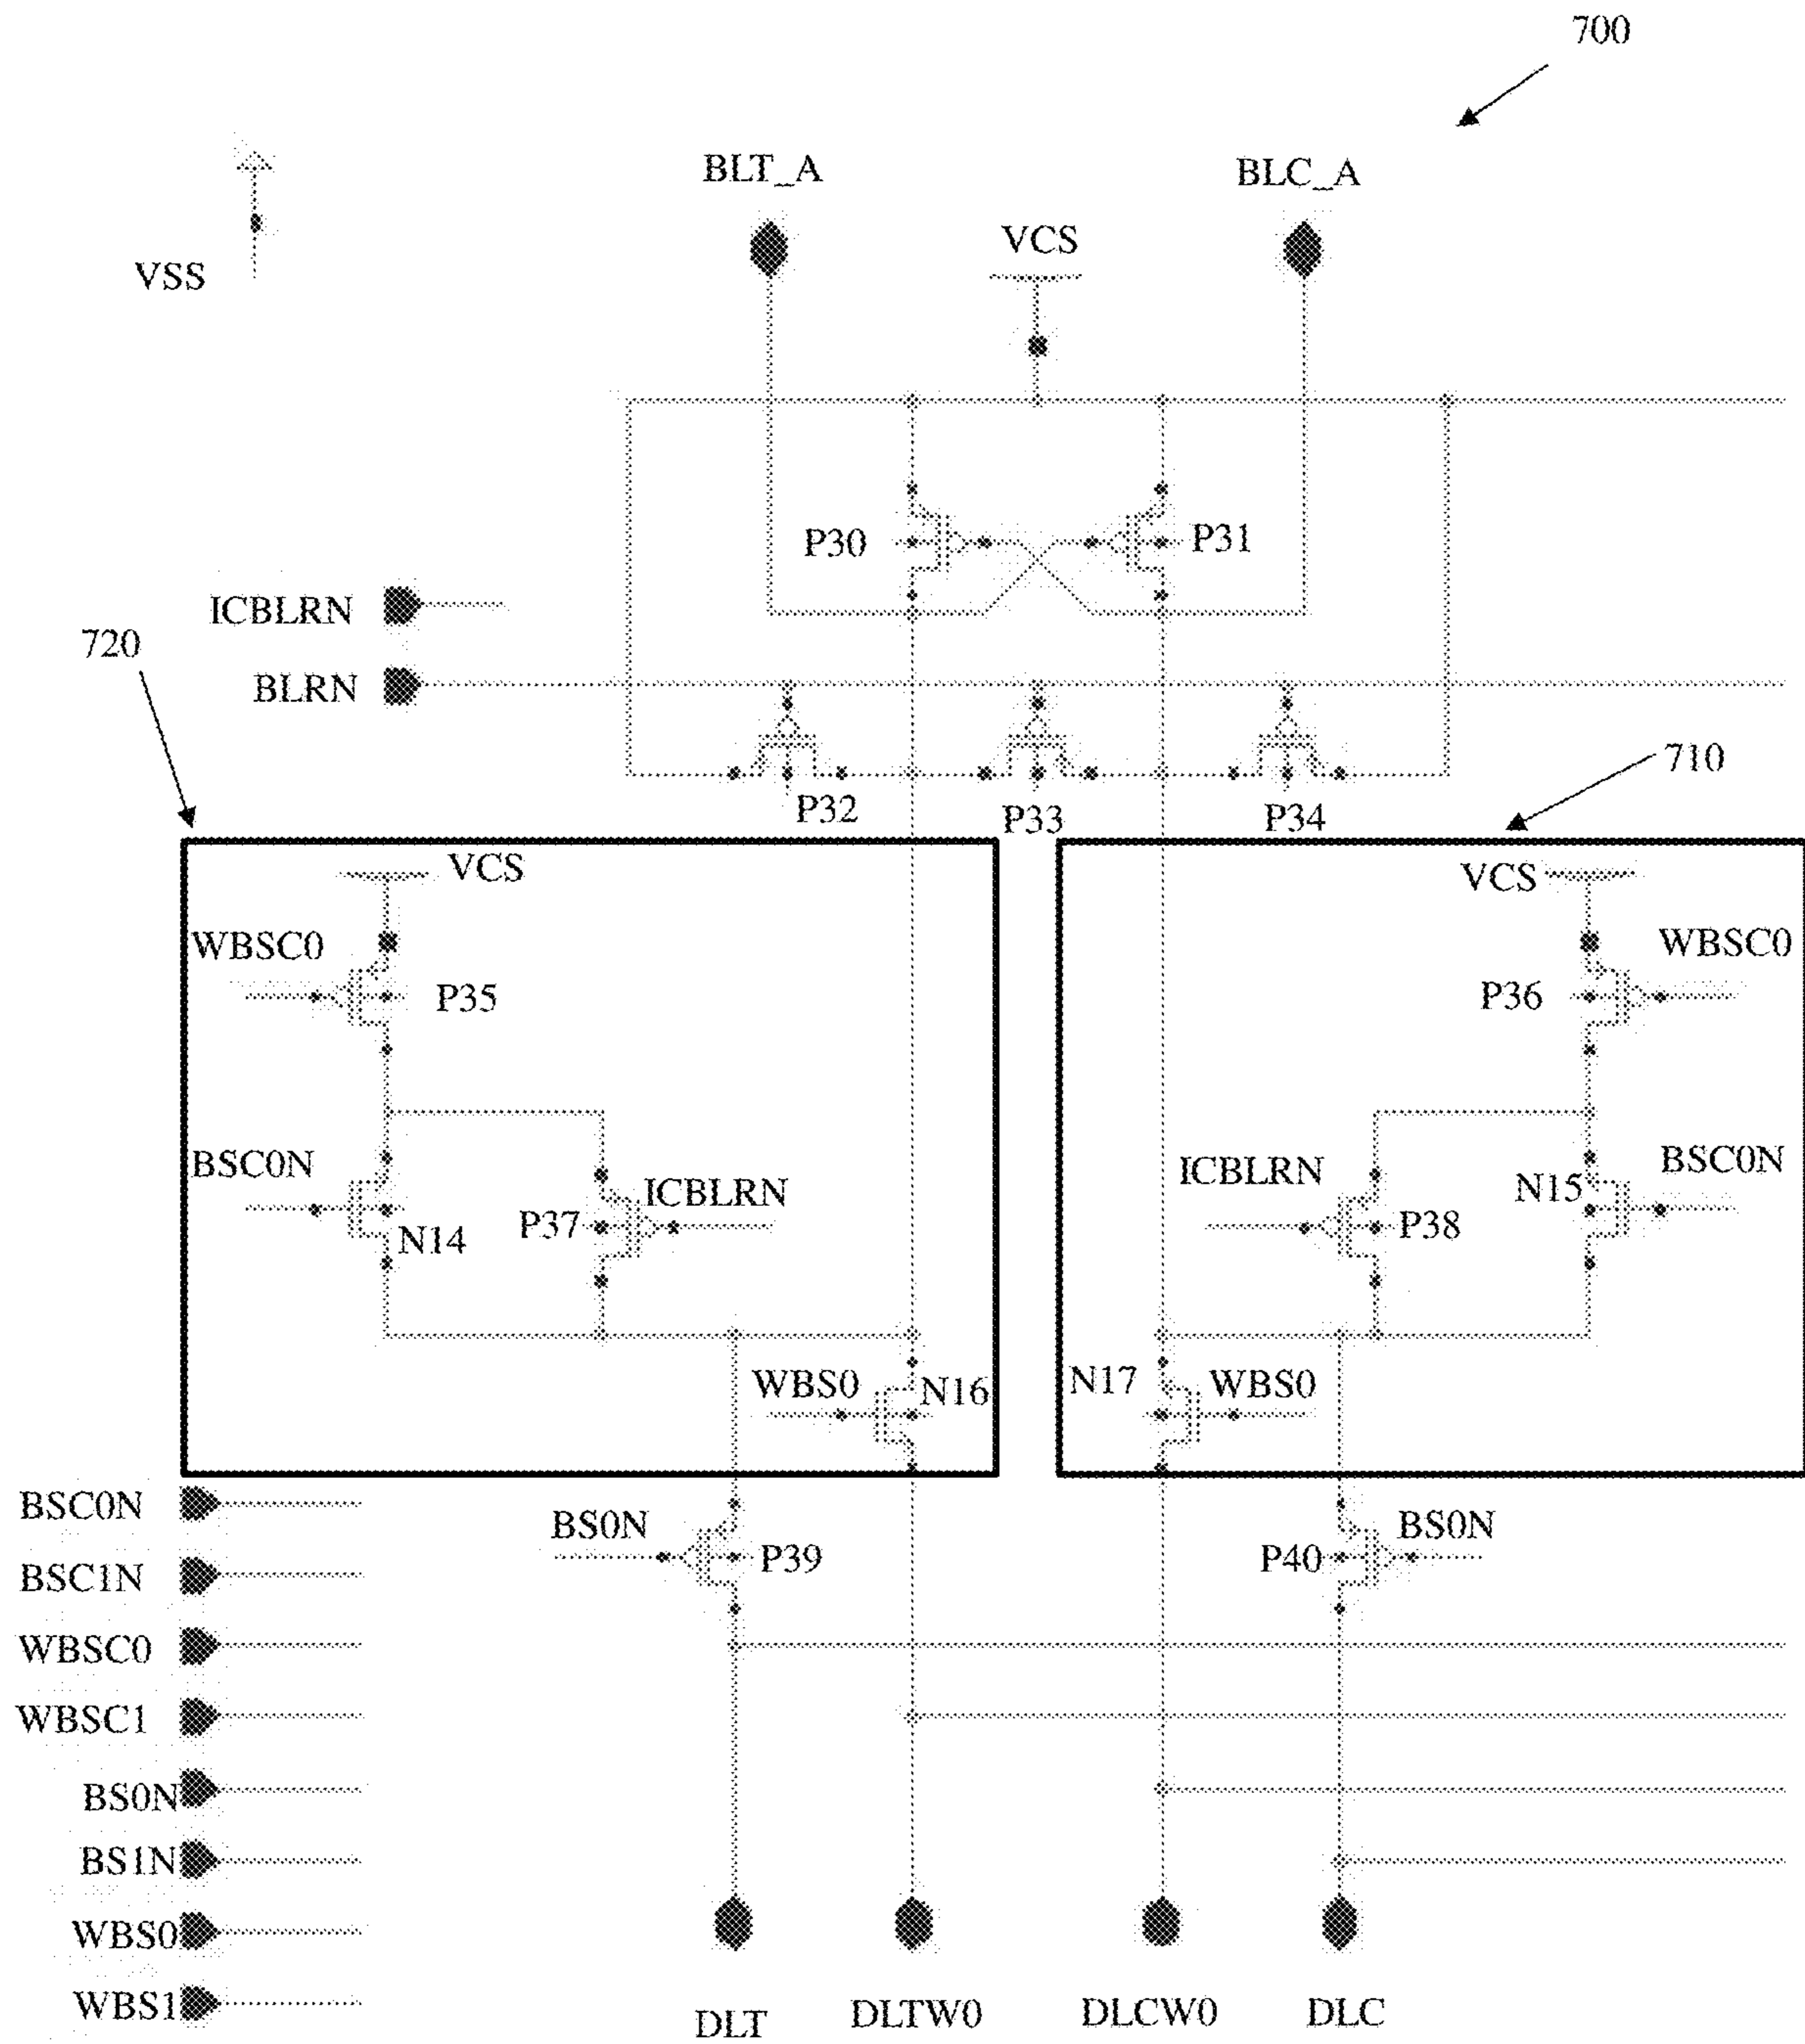 700
BLT_A
BLC_A
VCS
VSS
P30
P31
ICBLRN
720
BLRN
710
P32
P33
P34
VCS
VCS
WBSC0
WBSC0
P35
P36
BSC0N
ICBLRN
ICBLRN
N15
BSC0N
P37
N14
P38
WBS0
N16
N17
WBS0
BSC0N
BS0N
BS0N
P39
P40
BSC1N
WBSC0
WBSC1
BS0N
BS1N
WBS0
WBS1
DLT
DLTW0
DLCW0
DLC